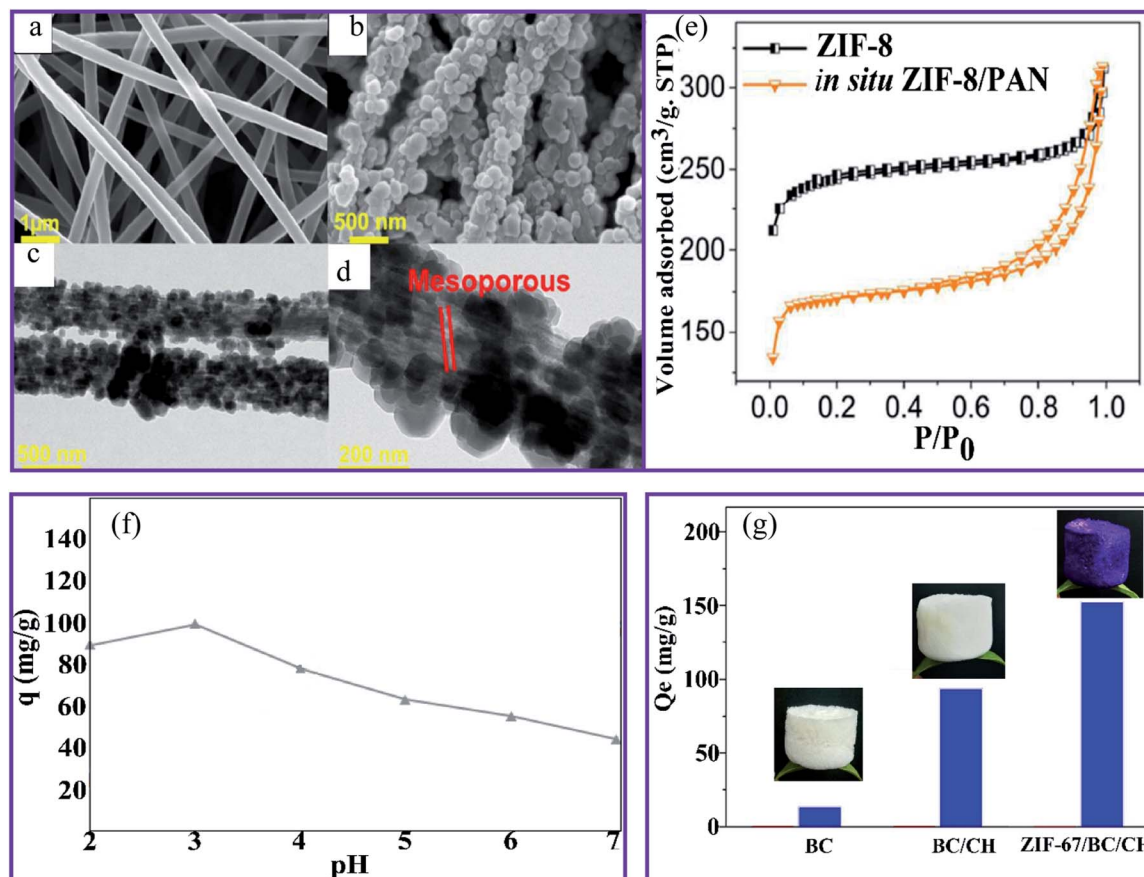 a
1μm
b
500 nm
c
500 nm
d
Mesoporous
200 nm
(e)
ZIF-8
in situ ZIF-8/PAN
Volume adsorbed (cm³/g. STP)
300
250
200
150
0.0 0.2 0.4 0.6 0.8 1.0
P/P₀
(f)
q (mg/g)
140
120
100
80
60
40
20
2 3 4 5 6 7
pH
(g)
Qe (mg/g)
200
150
100
50
0
BC BC/CH ZIF-67/BC/CH